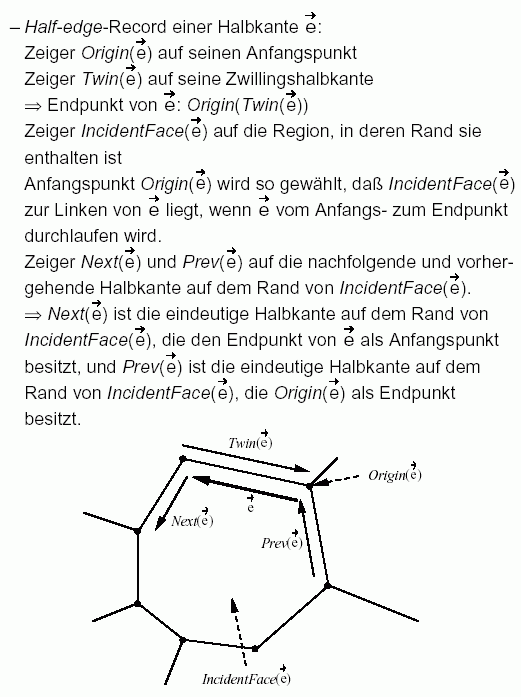 – Half-edge-Record einer Halbkante e⃗:
Zeiger Origin(e⃗) auf seinen Anfangspunkt
Zeiger Twin(e⃗) auf seine Zwillingshalbkante
⇒ Endpunkt von e⃗: Origin(Twin(e⃗))
Zeiger IncidentFace(e⃗) auf die Region, in deren Rand sie
enthalten ist
Anfangspunkt Origin(e⃗) wird so gewählt, daß IncidentFace(e⃗)
zur Linken von e⃗ liegt, wenn e⃗ vom Anfangs- zum Endpunkt
durchlaufen wird.
Zeiger Next(e⃗) und Prev(e⃗) auf die nachfolgende und vorher-
gehende Halbkante auf dem Rand von IncidentFace(e⃗).
⇒ Next(e⃗) ist die eindeutige Halbkante auf dem Rand von
IncidentFace(e⃗), die den Endpunkt von e⃗ als Anfangspunkt
besitzt, und Prev(e⃗) ist die eindeutige Halbkante auf dem
Rand von IncidentFace(e⃗), die Origin(e⃗) als Endpunkt
besitzt.
Twin(e⃗)
Origin(e⃗)
e⃗
Next(e⃗)
Prev(e⃗)
IncidentFace(e⃗)